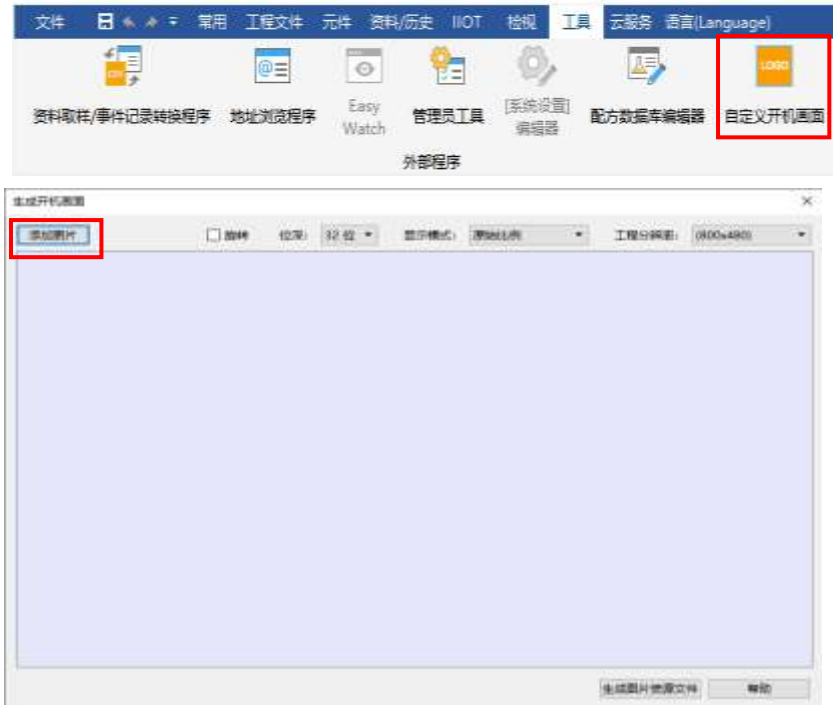 文件 常用 工程文件 元件 资料/历史 IIOT 检视 工具 云服务 语言(Language)
CSV @ LOGO
资料取样/事件记录转换程序 地址浏览程序 Easy Watch 管理员工具 [系统设置] 编辑器 配方数据库编辑器 自定义开机画面
外部程序
生成开机画面
添加图片 旋转 位深: 32 位 显示模式: 原始比例 工程分辨率: (800x480)
生成图片资源文件 帮助